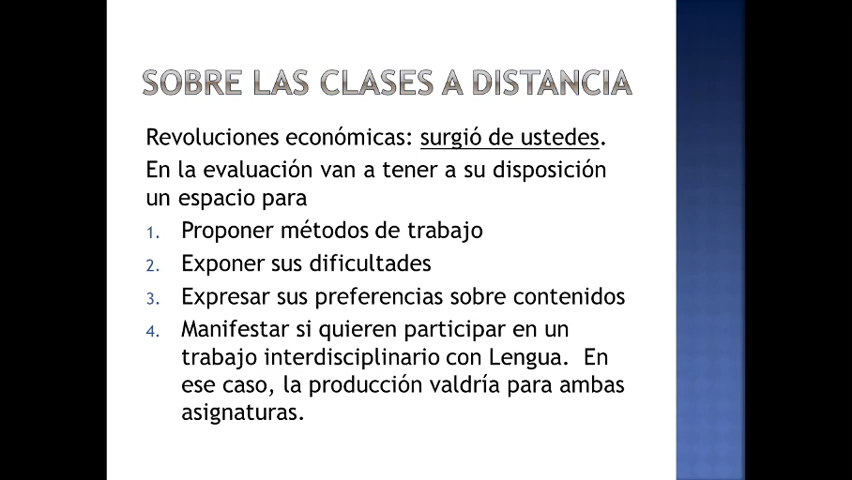 SOBRE LAS CLASES A DISTANCIA
Revoluciones económicas: surgió de ustedes.
En la evaluación van a tener a su disposición
un espacio para
1. Proponer métodos de trabajo
2. Exponer sus dificultades
3. Expresar sus preferencias sobre contenidos
4. Manifestar si quieren participar en un
trabajo interdisciplinario con Lengua. En
ese caso, la producción valdría para ambas
asignaturas.